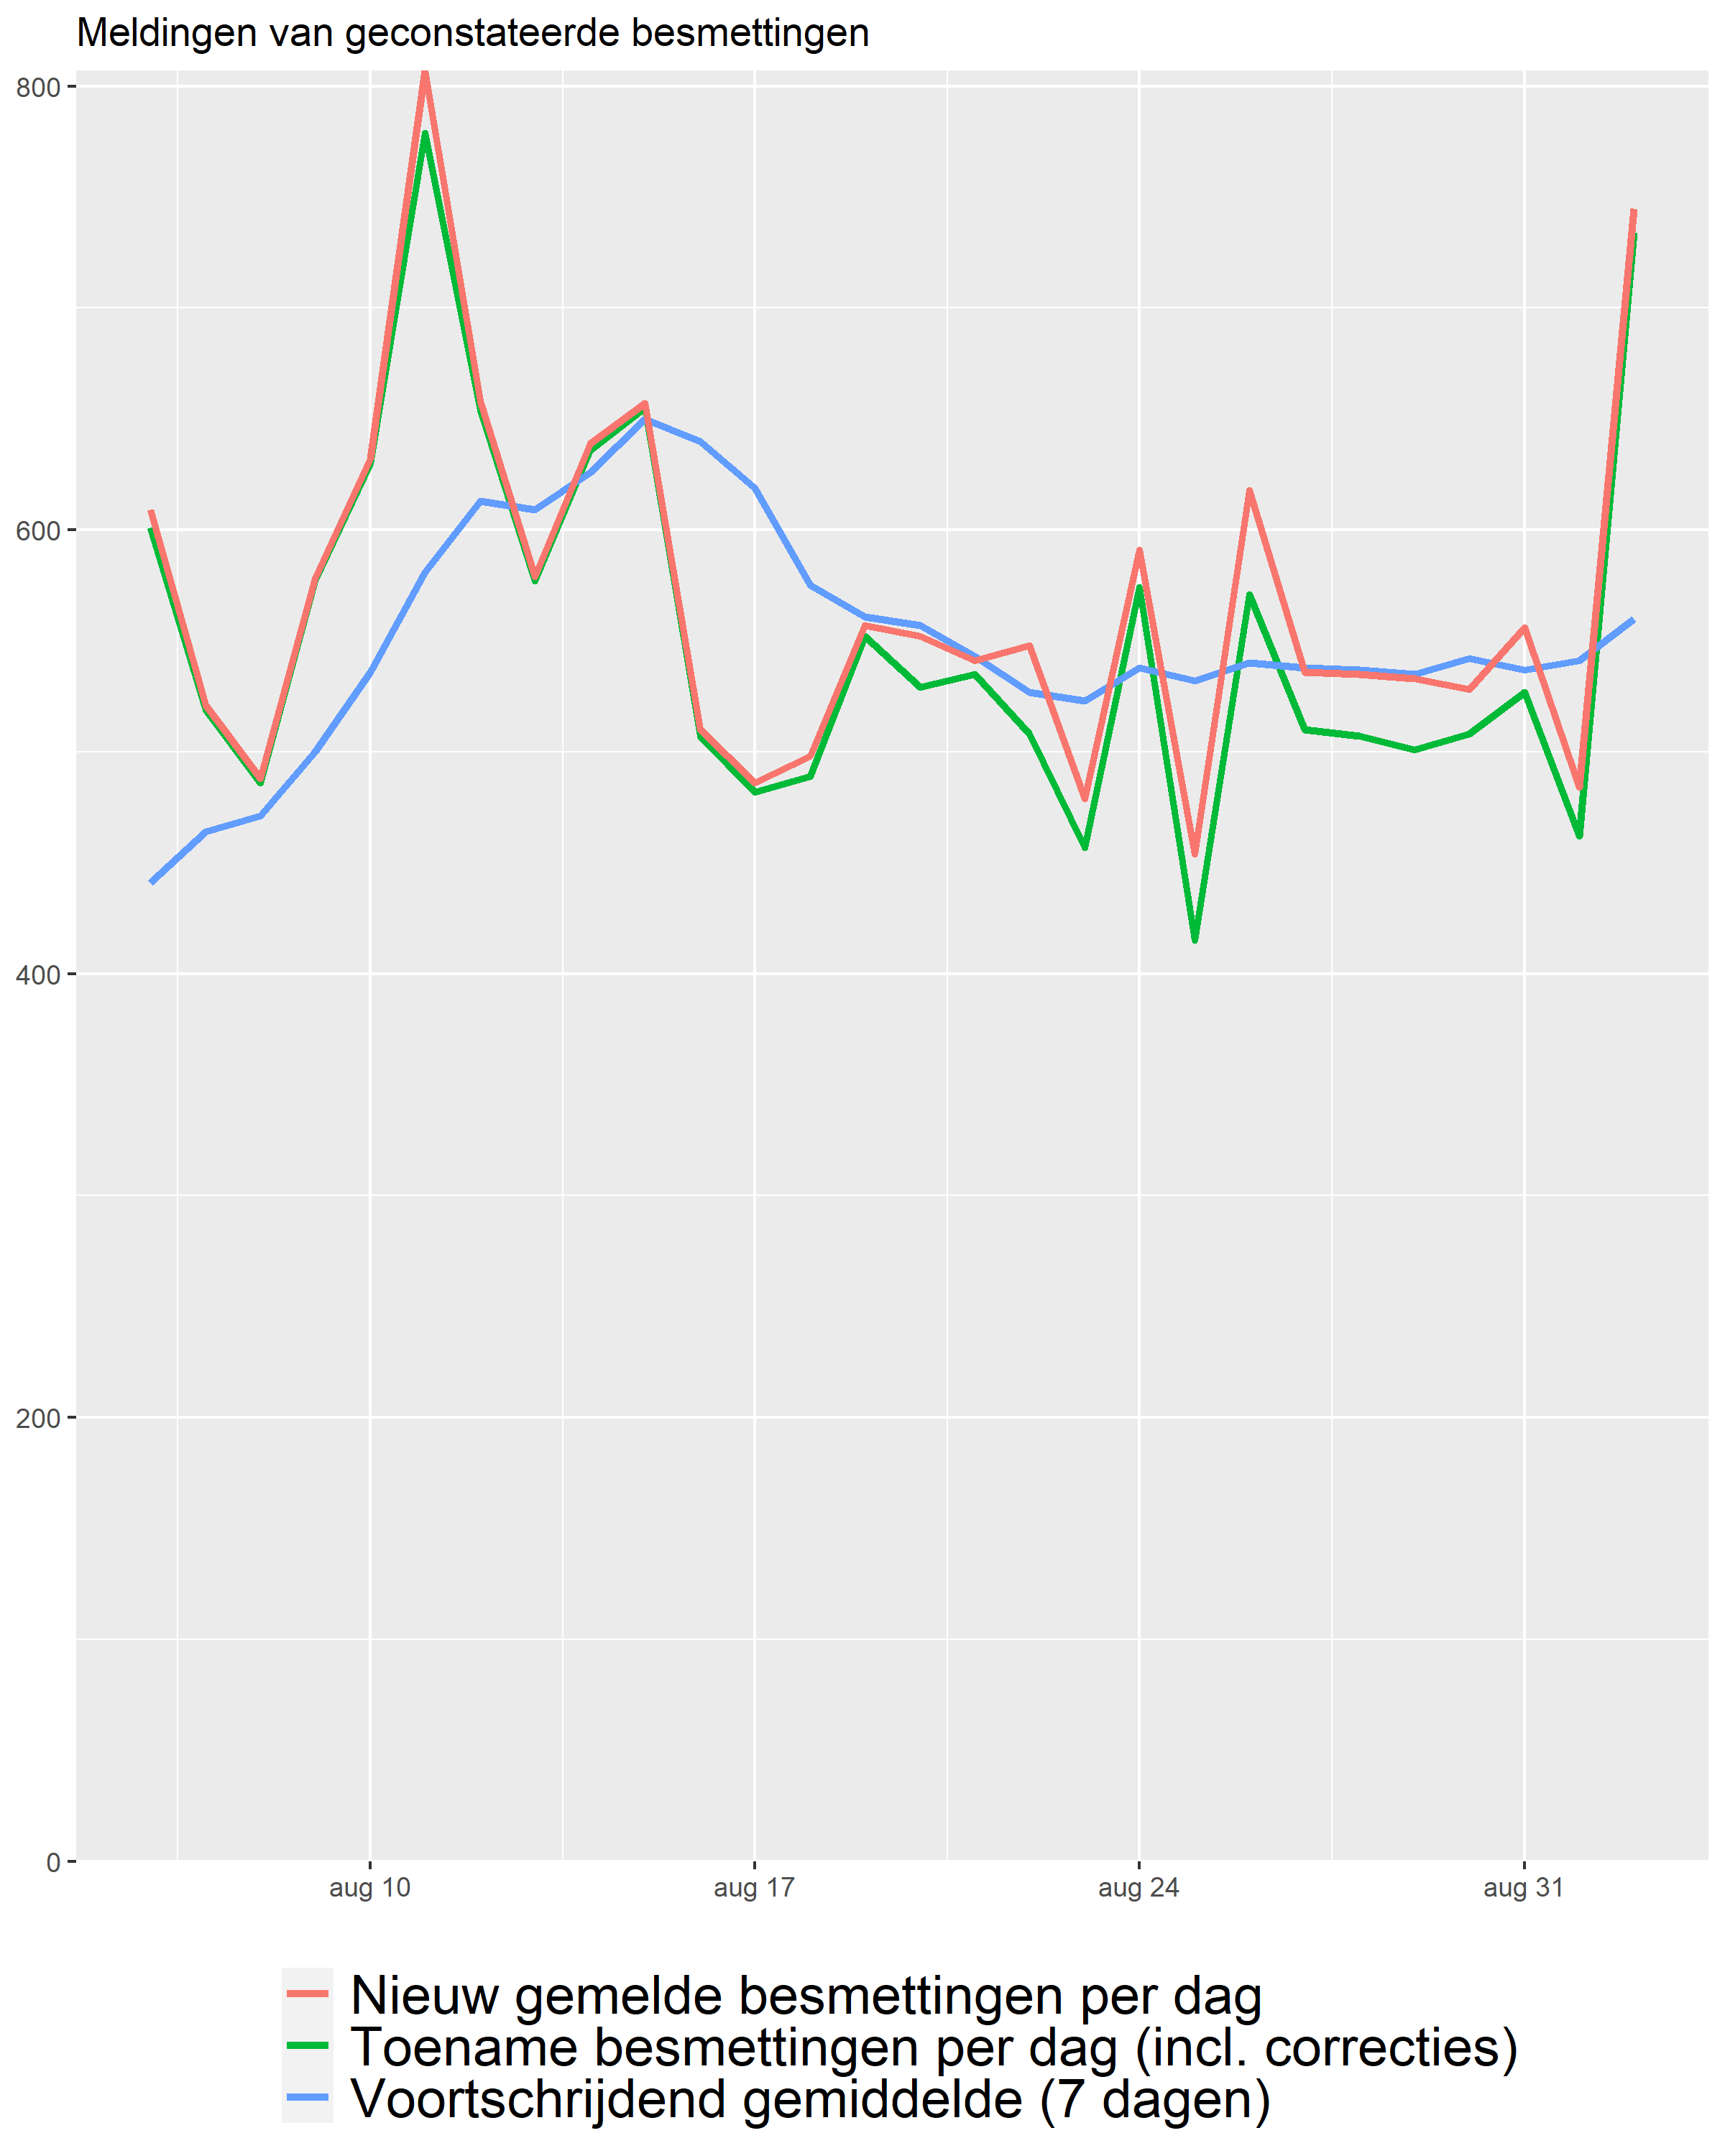 Meldingen van geconstateerde besmettingen
800
600
400
200
0
aug 10 aug 17 aug 24 aug 31
Nieuw gemelde besmettingen per dag
Toename besmettingen per dag (incl. correcties)
Voortschrijdend gemiddelde (7 dagen)